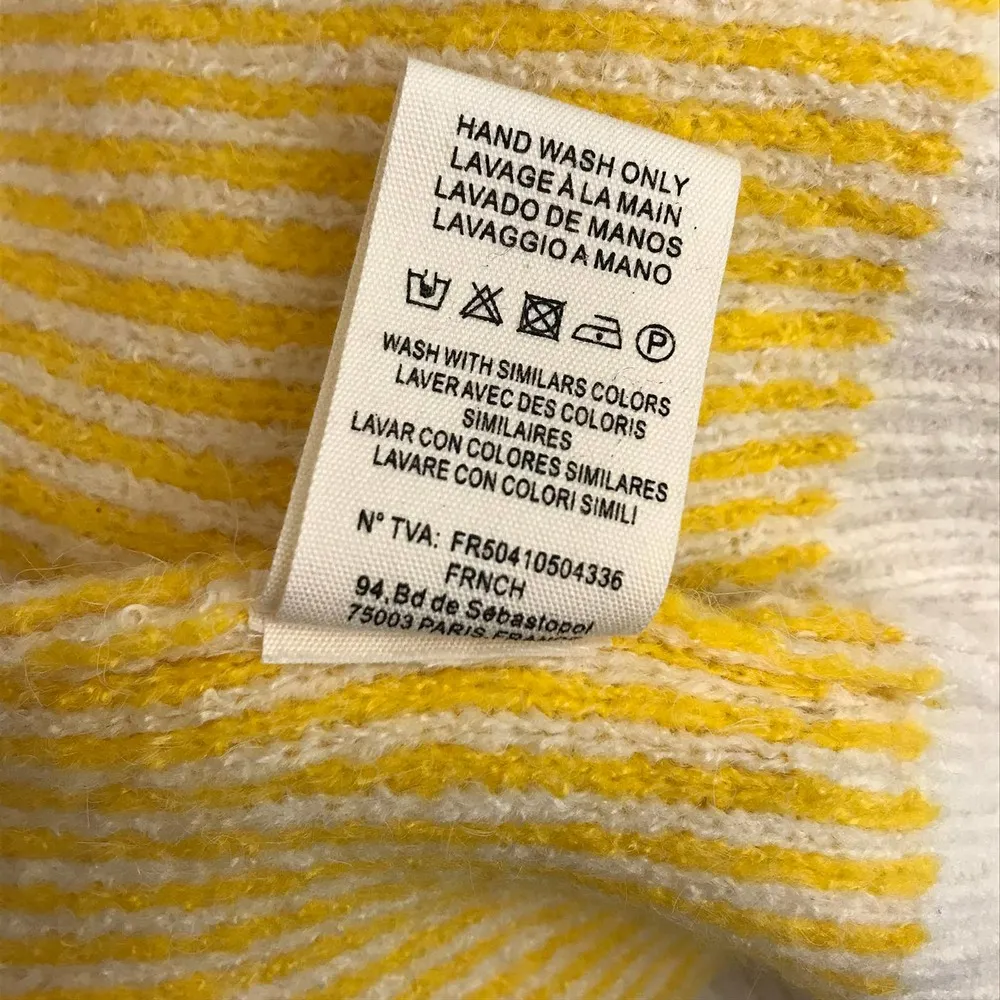 HAND WASH ONLY
LAVAGE À LA MAIN
LAVADO DE MANOS
LAVAGGIO A MANO
P
WASH WITH SIMILARS COLORS
LAVER AVEC DES COLORIS
SIMILAIRES
LAVAR CON COLORES SIMILARES
LAVARE CON COLORI SIMILI
N° TVA: FR50410504336
FRNCH
94, Bd de Sébastopol
75003 PARIS FRANCE